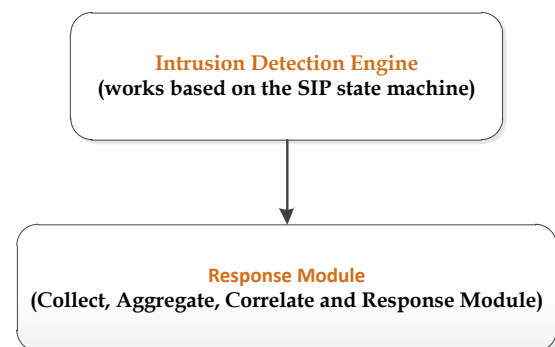 Intrusion Detection Engine
(works based on the SIP state machine)
Response Module
(Collect, Aggregate, Correlate and Response Module)